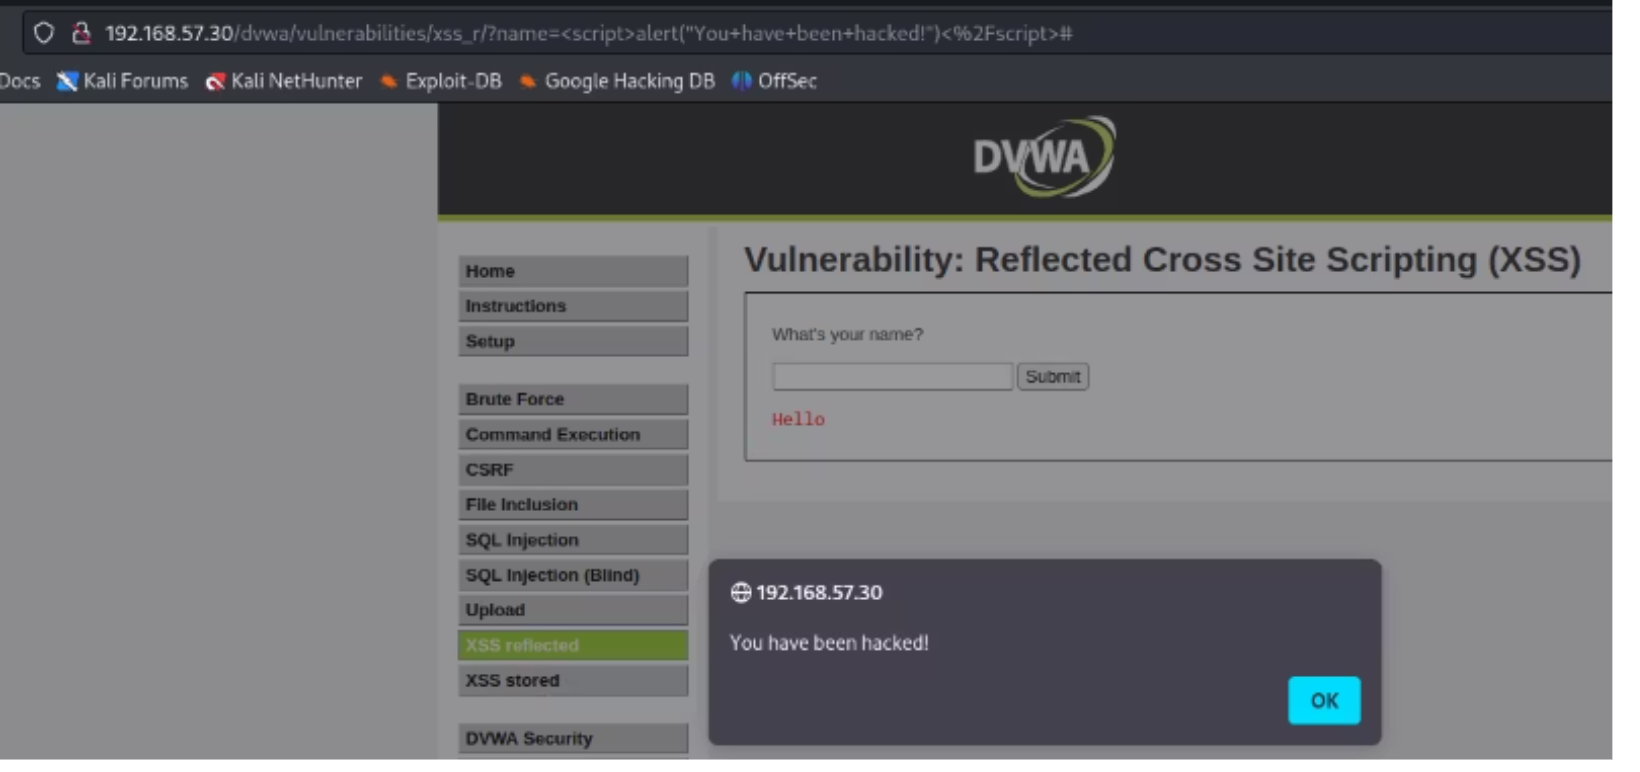 192.168.57.30/dvwa/vulnerabilities/xss_r/?name=<script>alert("You+have+been+hacked!")<%2Fscript>#
Docs Kali Forums Kali NetHunter Exploit-DB Google Hacking DB OffSec
DVWA
Vulnerability: Reflected Cross Site Scripting (XSS)
Home
Instructions
Setup
Brute Force
Command Execution
CSRF
File Inclusion
SQL Injection
SQL Injection (Blind)
Upload
XSS reflected
XSS stored
DVWA Security
What's your name?
Submit
Hello
192.168.57.30
You have been hacked!
OK